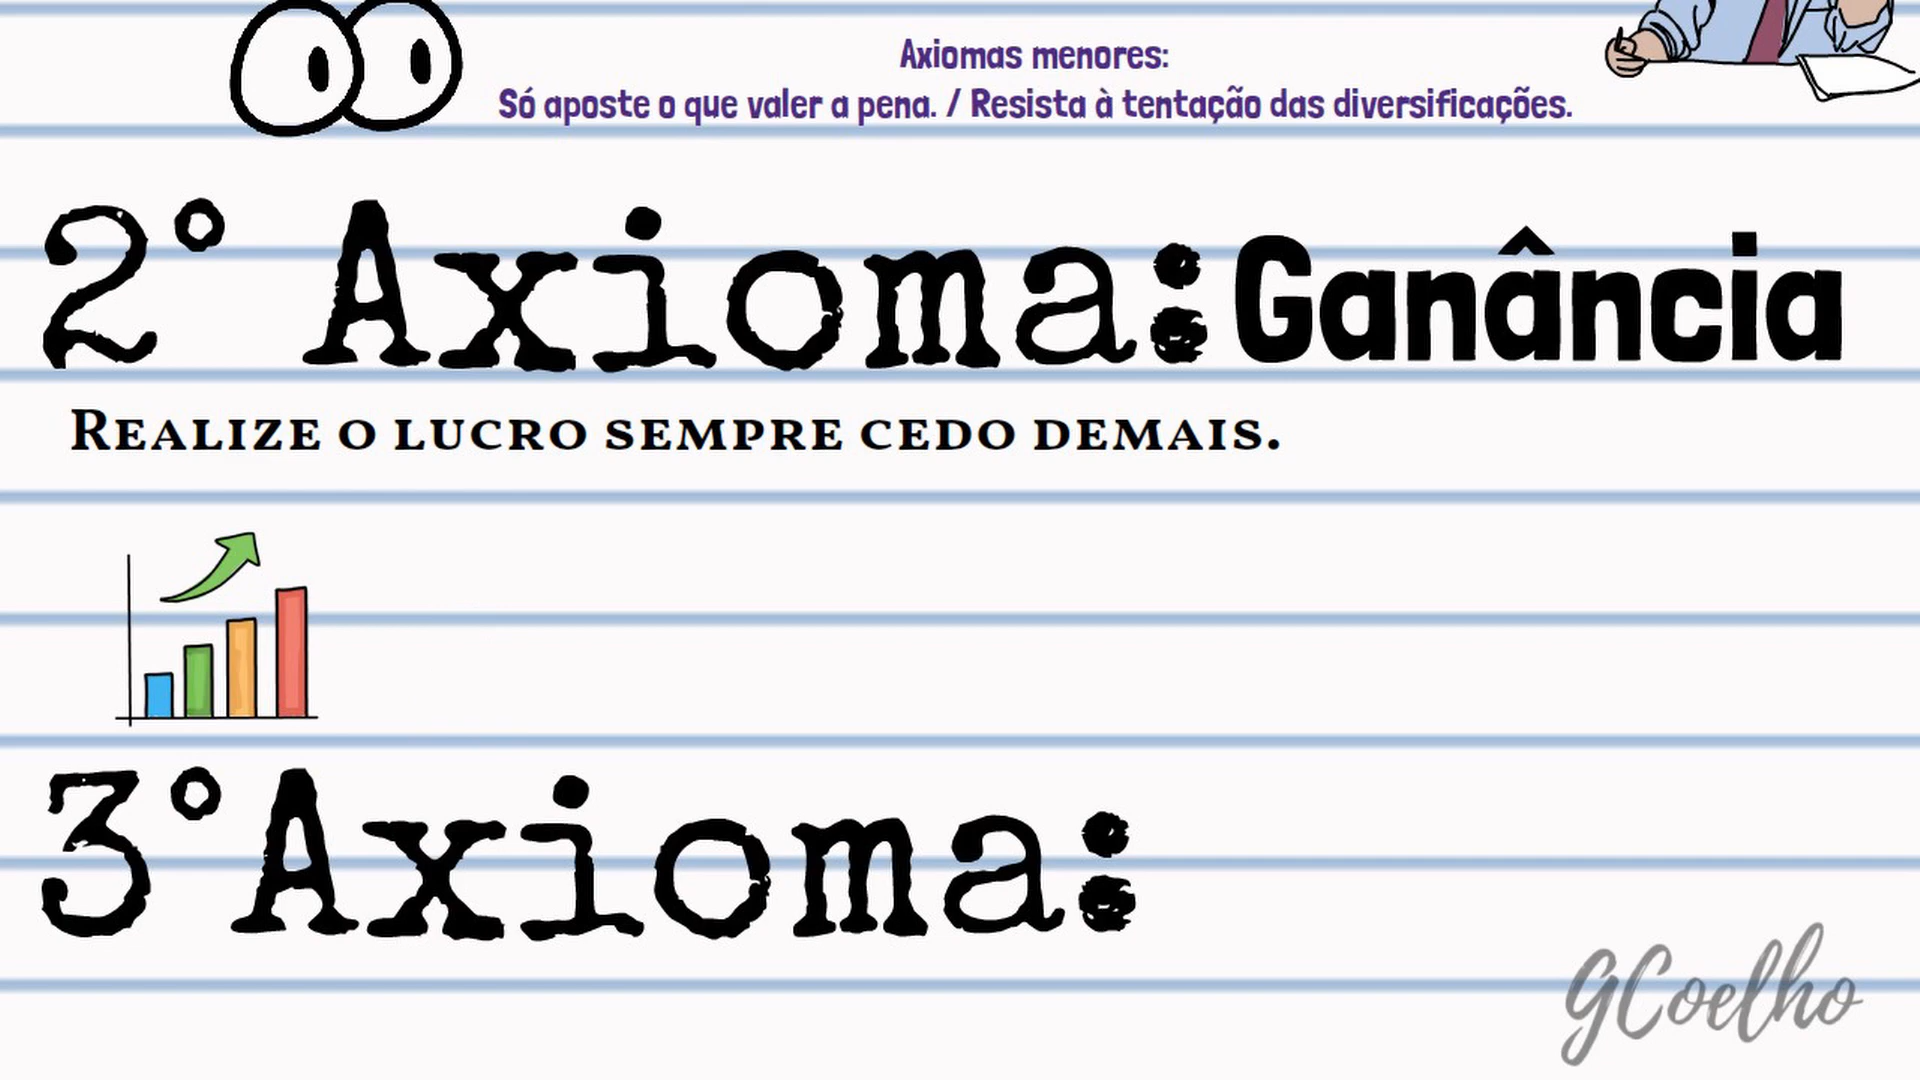 Axiomas menores:
Só aposte o que valer a pena. / Resista à tentação das diversificações.
2° Axioma: Ganância
Realize o lucro sempre cedo demais.
3° Axioma:
GCoelho